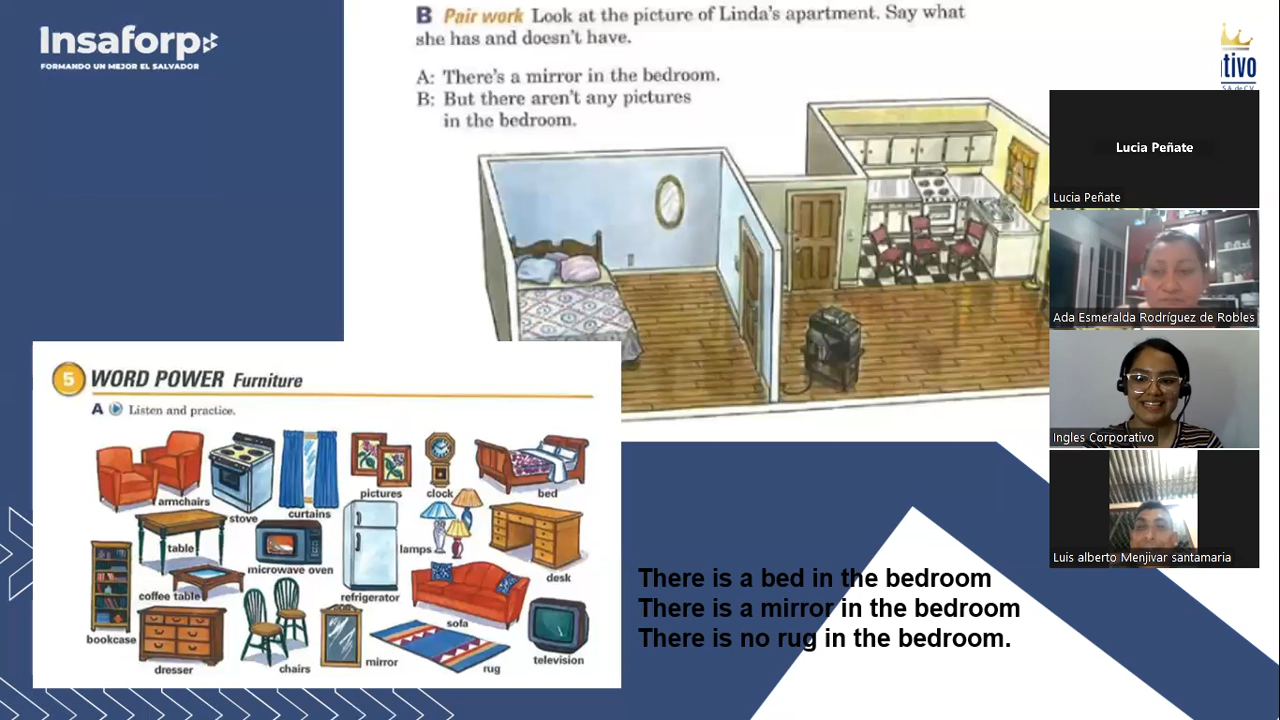 Insaforp
FORMANDO UN MEJOR EL SALVADOR
B Pair work Look at the picture of Linda's apartment. Say what
she has and doesn't have.
A: There's a mirror in the bedroom.
B: But there aren't any pictures
in the bedroom.
tivo
S.A. de C.V.
Lucia Peñate
Lucia Peñate
Ada Esmeralda Rodríguez de Robles
Ingles Corporativo
Luis alberto Menjivar santamaria
5 WORD POWER Furniture
A Listen and practice.
armchairs
stove
curtains
pictures
clock
bed
table
microwave oven
lamps
desk
coffee table
refrigerator
sofa
bookcase
dresser
chairs
mirror
rug
television
There is a bed in the bedroom
There is a mirror in the bedroom
There is no rug in the bedroom.